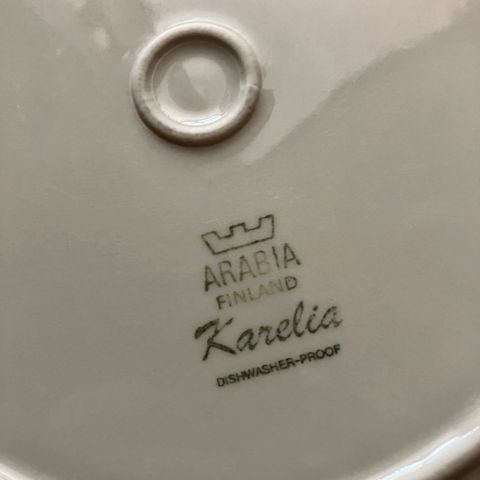 ARABIA
FINLAND
Karelia
DISHWASHER-PROOF